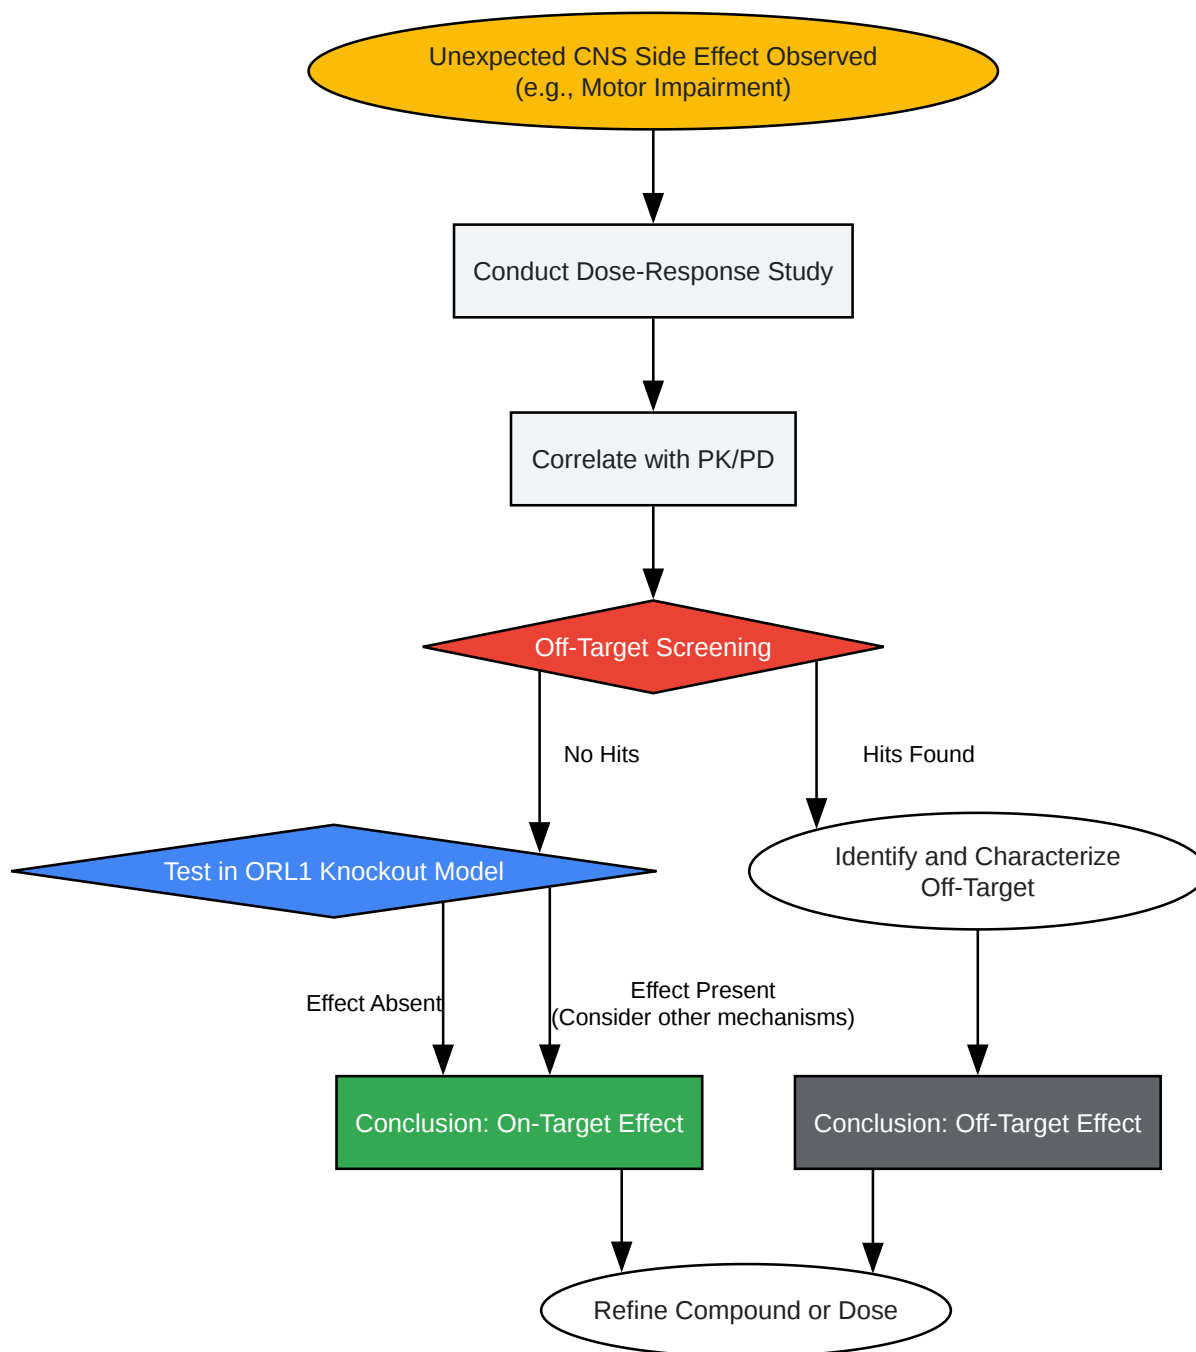 Unexpected CNS Side Effect Observed
(e.g., Motor Impairment)
Conduct Dose-Response Study
Correlate with PK/PD
Off-Target Screening
No Hits
Hits Found
Test in ORL1 Knockout Model
Identify and Characterize
Off-Target
Effect Absent
Effect Present
(Consider other mechanisms)
Conclusion: On-Target Effect
Conclusion: Off-Target Effect
Refine Compound or Dose